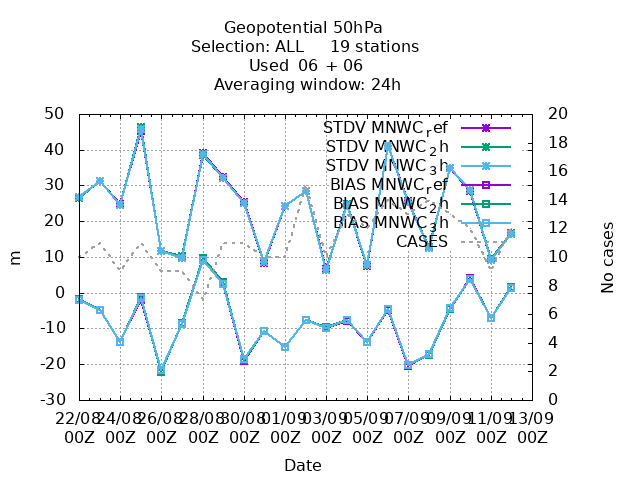 Geopotential 50hPa
Selection: ALL 19 stations
Used 06 + 06
Averaging window: 24h
50 20
STDV MNWC_ref
18
40 STDV MNWC_2h
STDV MNWC_3h 16
30 BIAS MNWC_ref
14
BIAS MNWC_2h
20 BIAS MNWC_3h 12
CASES
10 10
m No cases
0 8
6
-10
4
-20
2
-30 0
22/08 24/08 26/08 28/08 30/08 01/09 03/09 05/09 07/09 09/09 11/09 13/09
00Z 00Z 00Z 00Z 00Z 00Z 00Z 00Z 00Z 00Z 00Z 00Z
Date